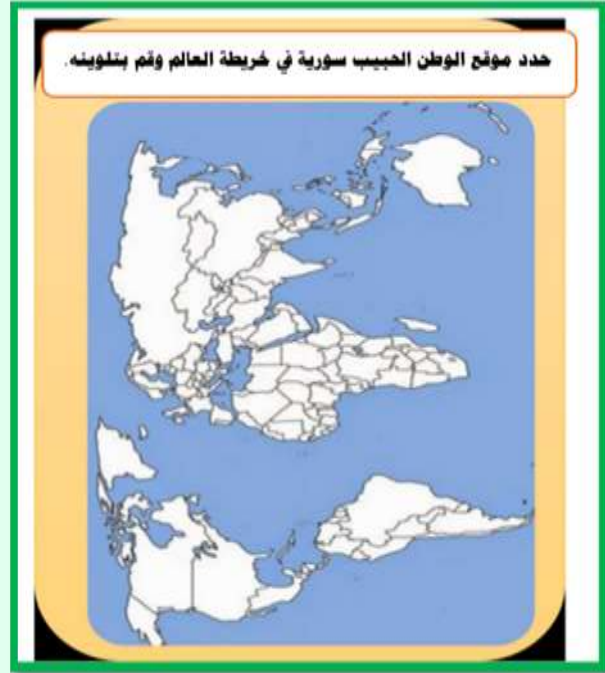 حدد موقع الوطن الحبيب سورية في خريطة العالم وقم بتلوينه.